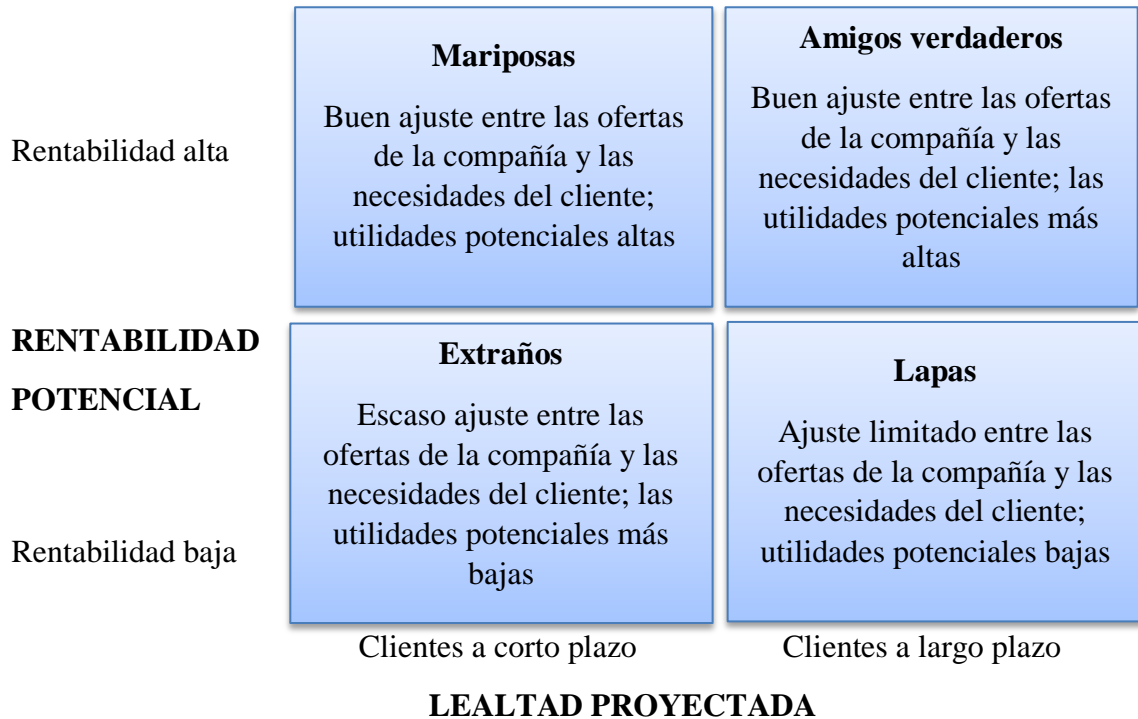 Mariposas
Buen ajuste entre las ofertas
de la compañía y las
necesidades del cliente;
utilidades potenciales altas
Amigos verdaderos
Buen ajuste entre las ofertas
de la compañía y las
necesidades del cliente; las
utilidades potenciales más
altas
Rentabilidad alta
RENTABILIDAD
POTENCIAL
Extraños
Escaso ajuste entre las
ofertas de la compañía y las
necesidades del cliente; las
utilidades potenciales más
bajas
Lapas
Ajuste limitado entre las
ofertas de la compañía y las
necesidades del cliente;
utilidades potenciales bajas
Rentabilidad baja
Clientes a corto plazo
Clientes a largo plazo
LEALTAD PROYECTADA